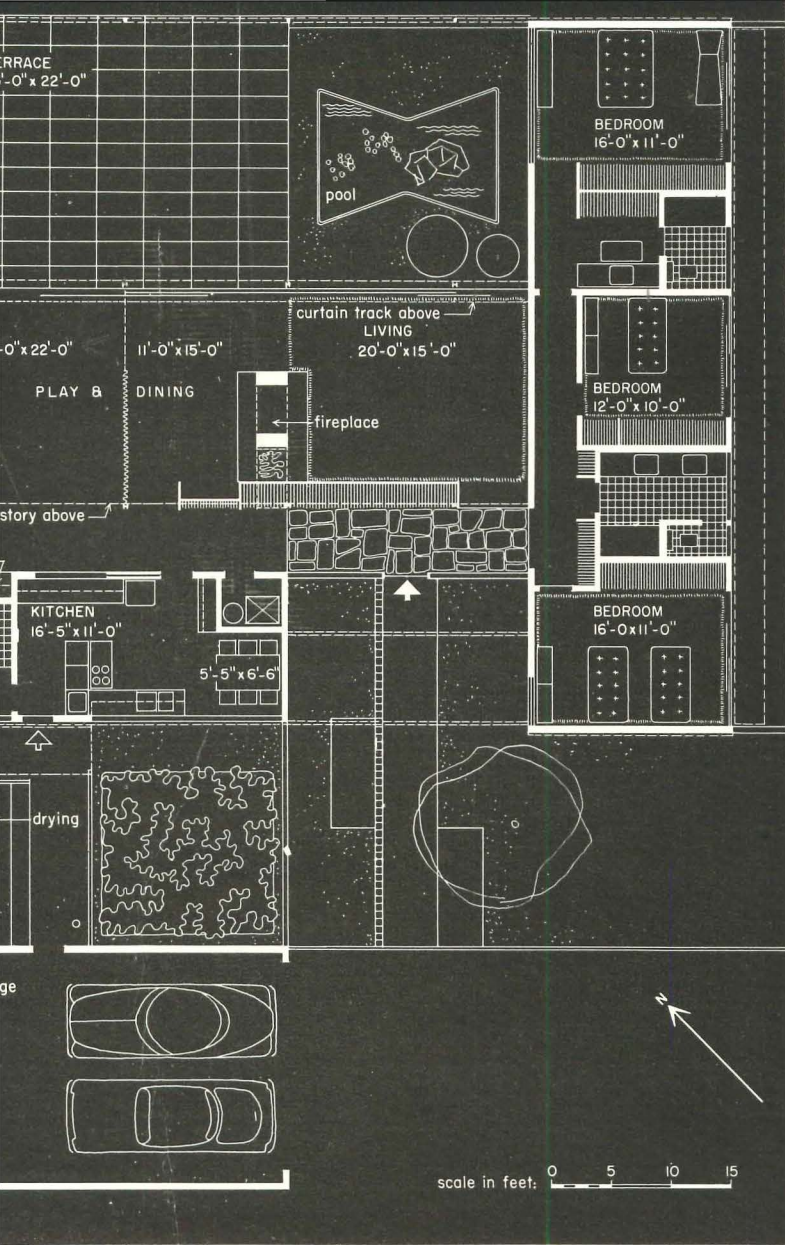 ERRACE
'-0" x 22'-0"
BEDROOM
16'-0" x 11'-0"
pool
curtain track above
LIVING
20'-0" x 15'-0"
-0" x 22'-0"
11'-0" x 15'-0"
PLAY & DINING
BEDROOM
12'-0" x 10'-0"
fireplace
story above
KITCHEN
16'-5" x 11'-0"
5'-5" x 6'-6"
BEDROOM
16'-0 x 11'-0"
drying
ge
N
scale in feet:
0 5 10 15